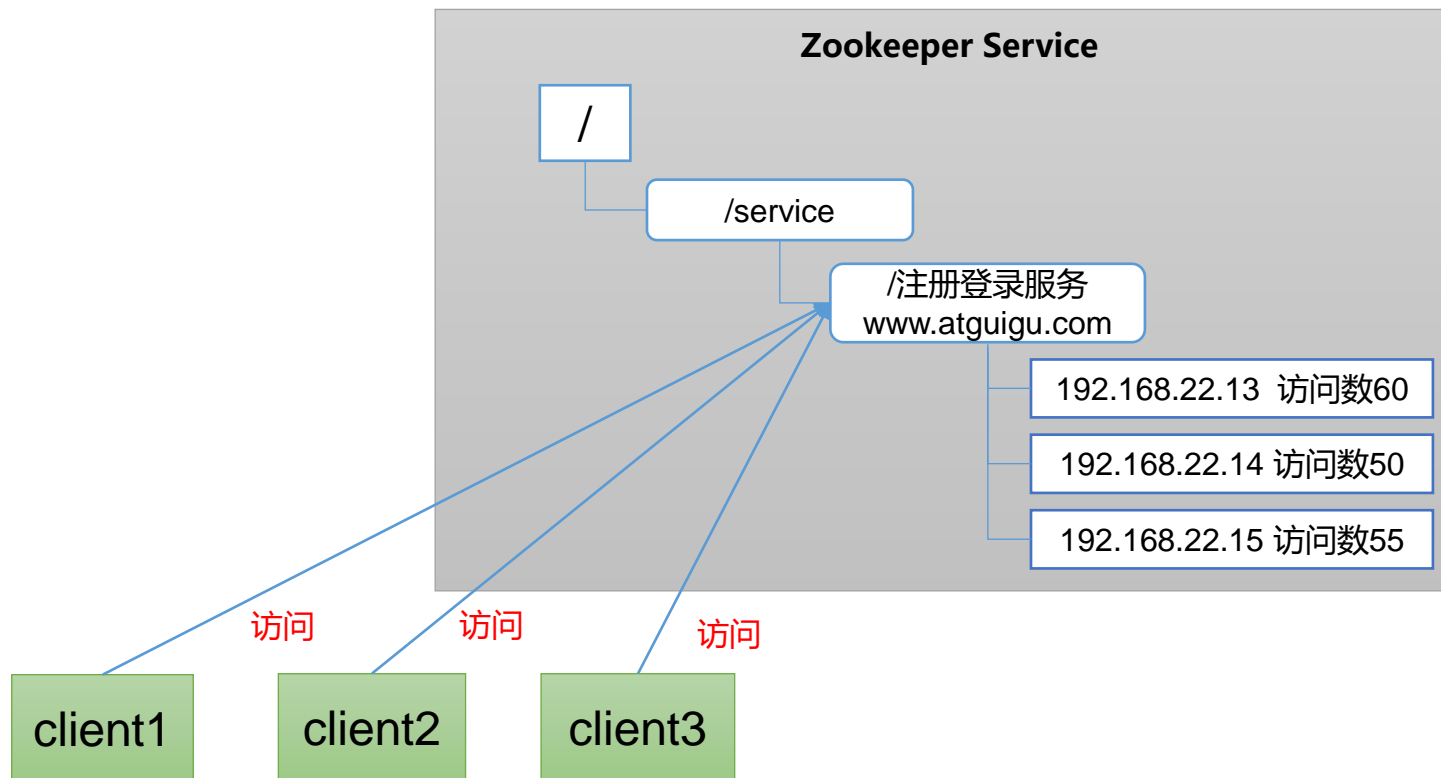 Zookeeper Service
/
/service
/注册登录服务
www.atguigu.com
192.168.22.13  访问数60
192.168.22.14 访问数50
192.168.22.15 访问数55
访问
访问
访问
client1
client2
client3